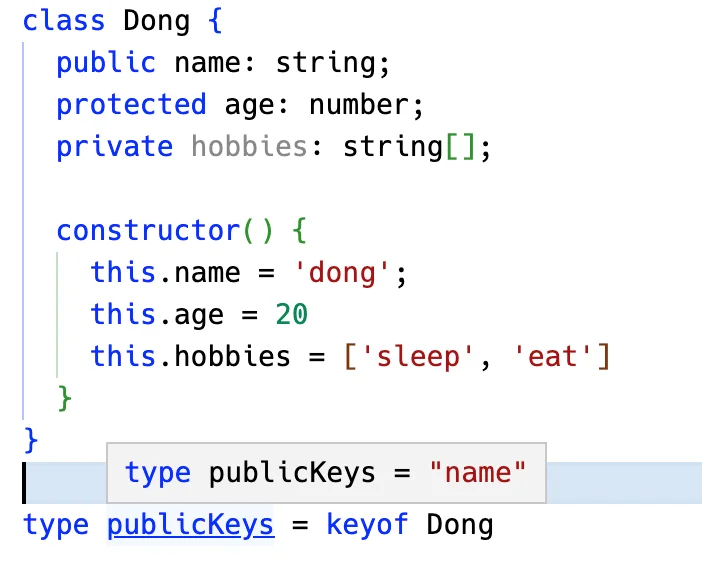 class Dong {
  public name: string;
  protected age: number;
  private hobbies: string[];

  constructor() {
    this.name = 'dong';
    this.age = 20
    this.hobbies = ['sleep', 'eat']
  }
}
type publicKeys = "name"
type publicKeys = keyof Dong